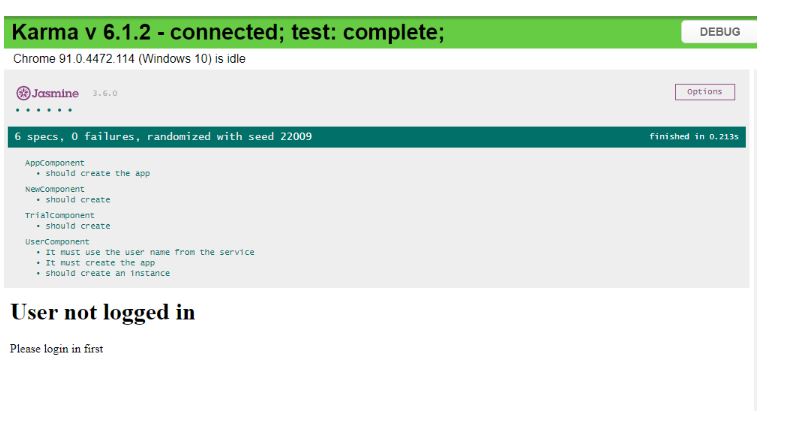 Karma v 6.1.2 - connected; test: complete;
DEBUG
Chrome 91.0.4472.114 (Windows 10) is idle
Jasmine 3.6.0
Options
• • • • • •
6 specs, 0 failures, randomized with seed 22009
finished in 0.213s
AppComponent
• should create the app
NewComponent
• should create
TrialComponent
• should create
UserComponent
• It must use the user name from the service
• It must create the app
• should create an instance
User not logged in
Please login in first